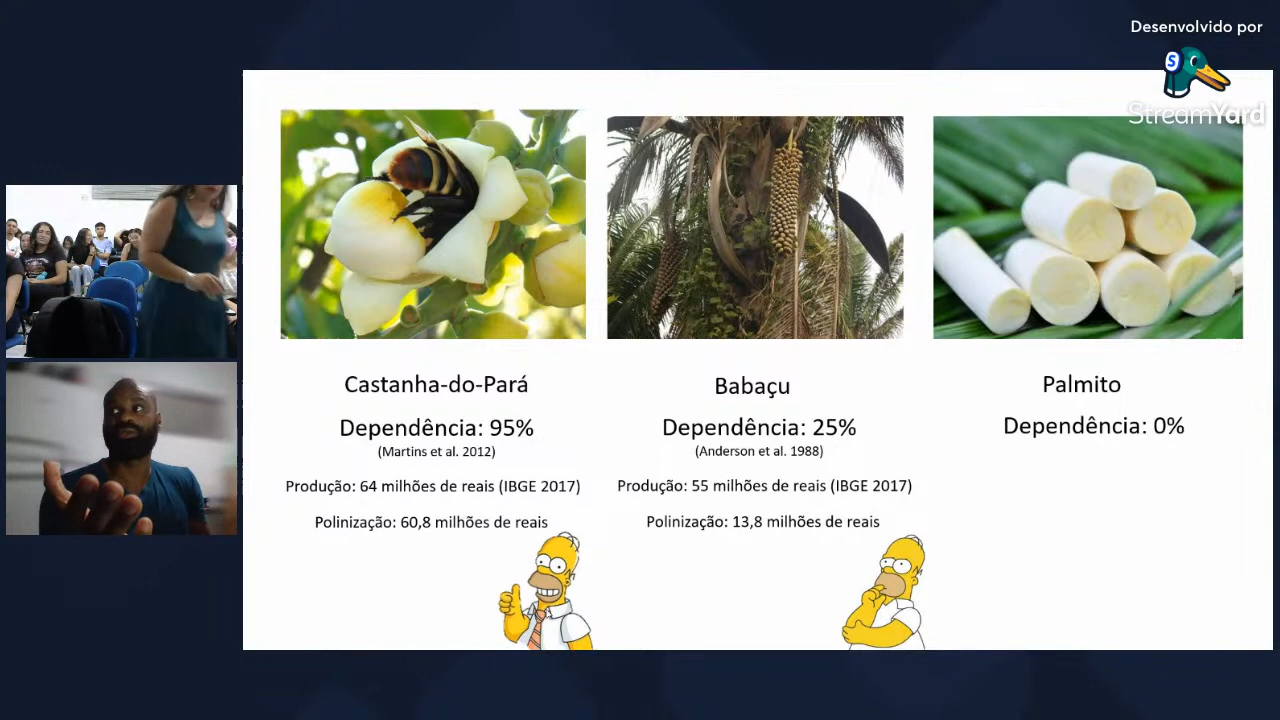 Desenvolvido por
S
StreamYard
Castanha-do-Pará
Dependência: 95%
(Martins et al. 2012)
Produção: 64 milhões de reais (IBGE 2017)
Polinização: 60,8 milhões de reais
Babaçu
Dependência: 25%
(Anderson et al. 1988)
Produção: 55 milhões de reais (IBGE 2017)
Polinização: 13,8 milhões de reais
Palmito
Dependência: 0%